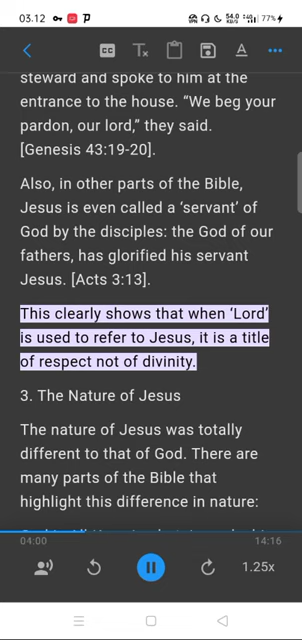 03.12
54.0
KB/s
4G
77%
CC
steward and spoke to him at the
entrance to the house. “We beg your
pardon, our lord,” they said.
[Genesis 43:19-20].
Also, in other parts of the Bible,
Jesus is even called a ‘servant’ of
God by the disciples: the God of our
fathers, has glorified his servant
Jesus. [Acts 3:13].
This clearly shows that when ‘Lord’
is used to refer to Jesus, it is a title
of respect not of divinity.
3. The Nature of Jesus
The nature of Jesus was totally
different to that of God. There are
many parts of the Bible that
highlight this difference in nature:
04:00
14:16
1.25x